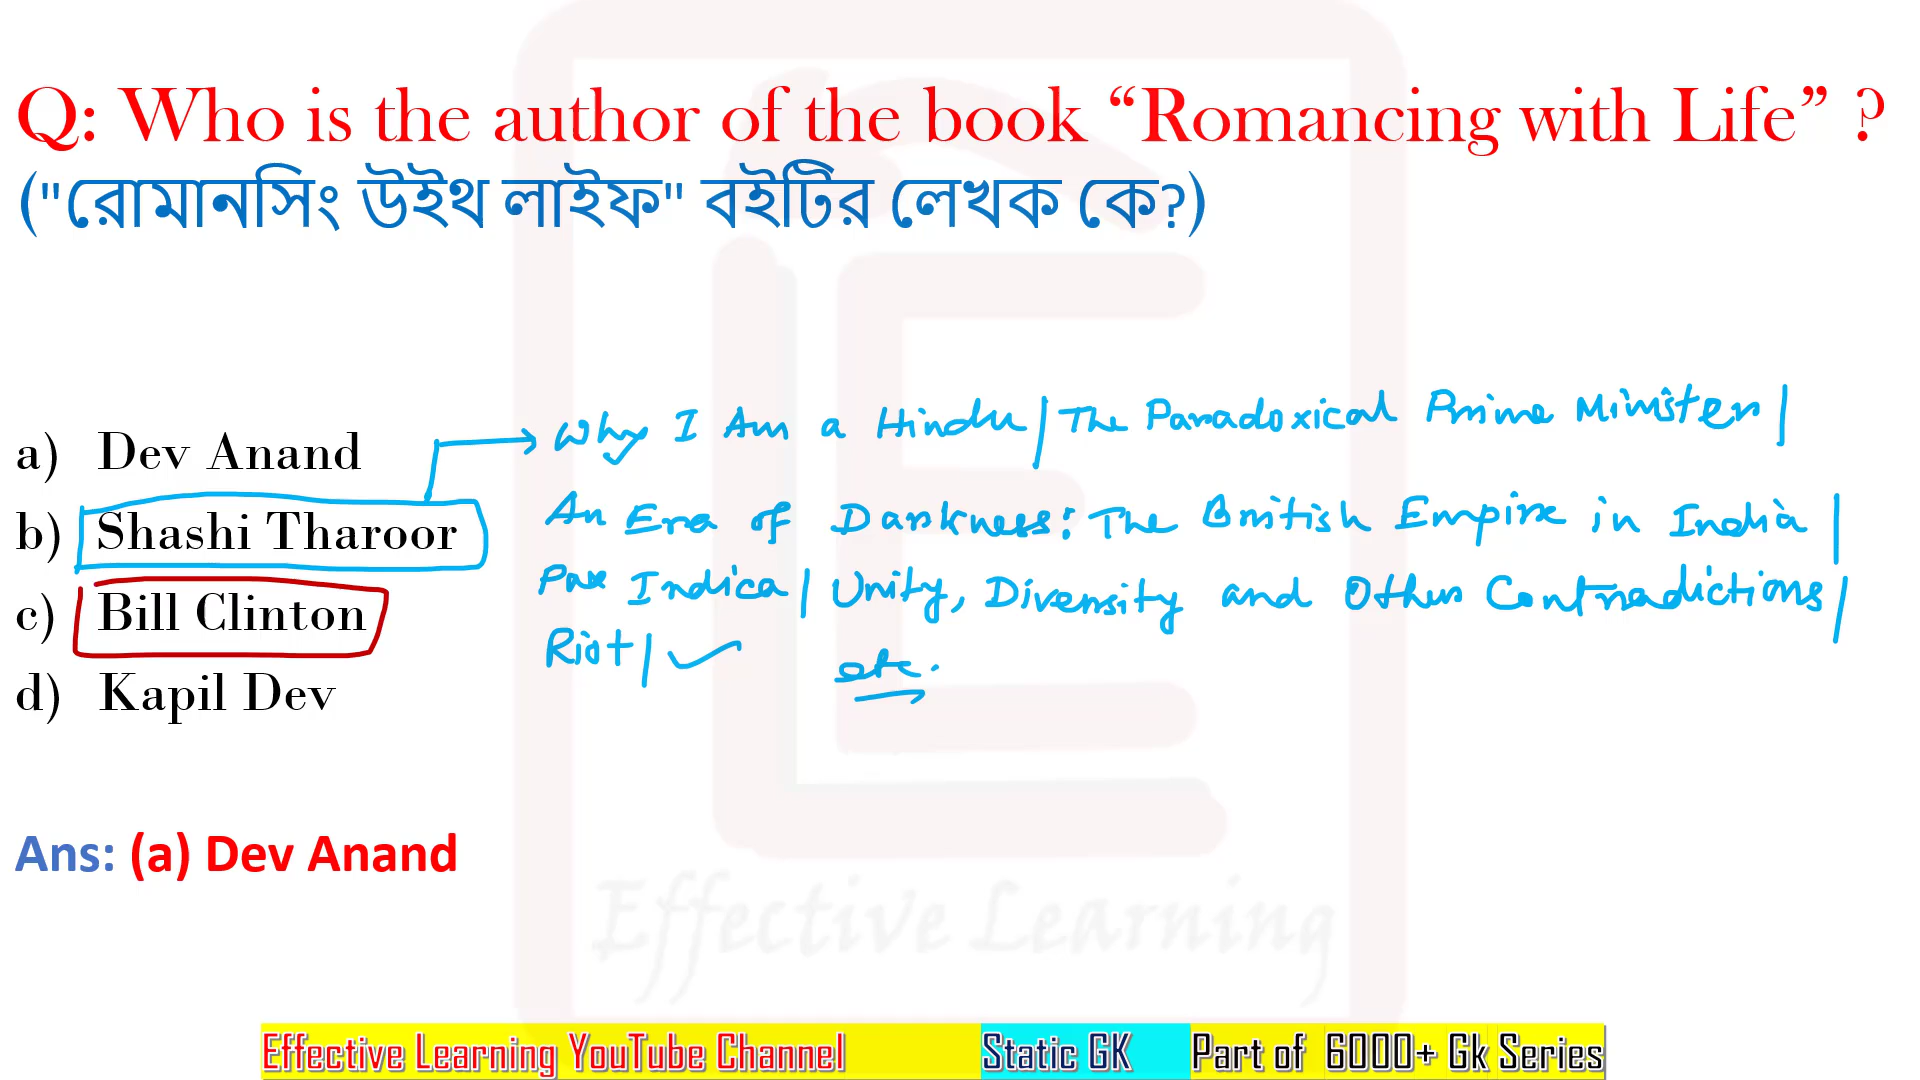 Q: Who is the author of the book “Romancing with Life” ?
("রোমানসিং উইথ লাইফ" বইটির লেখক কে?)
a) Dev Anand
b) Shashi Tharoor
c) Bill Clinton
d) Kapil Dev
Why I Am a Hindu | The Paradoxical Prime Minister |
An Era of Darkness: The British Empire in India |
Pax Indica | Unity, Diversity and Other Contradictions |
Riot | ✓ etc.
Ans: (a) Dev Anand
Effective Learning
Effective Learning YouTube Channel Static GK Part of 6000+ Gk Series